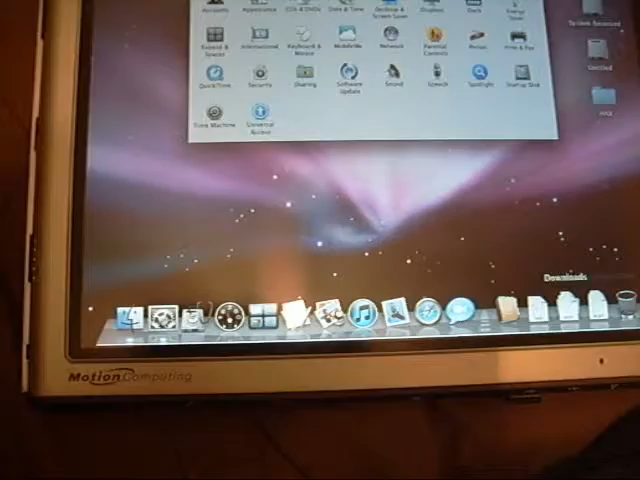 Accounts Appearance CDs & DVDs Date & Time Desktop & Screen Saver Displays Dock Energy Saver
Exposé & Spaces International Keyboard & Mouse MobileMe Network Parental Controls Print & Fax
QuickTime Security Sharing Software Update Sound Speech Spotlight Startup Disk
Time Machine Universal Access
Untitled
Downloads
MotionComputing